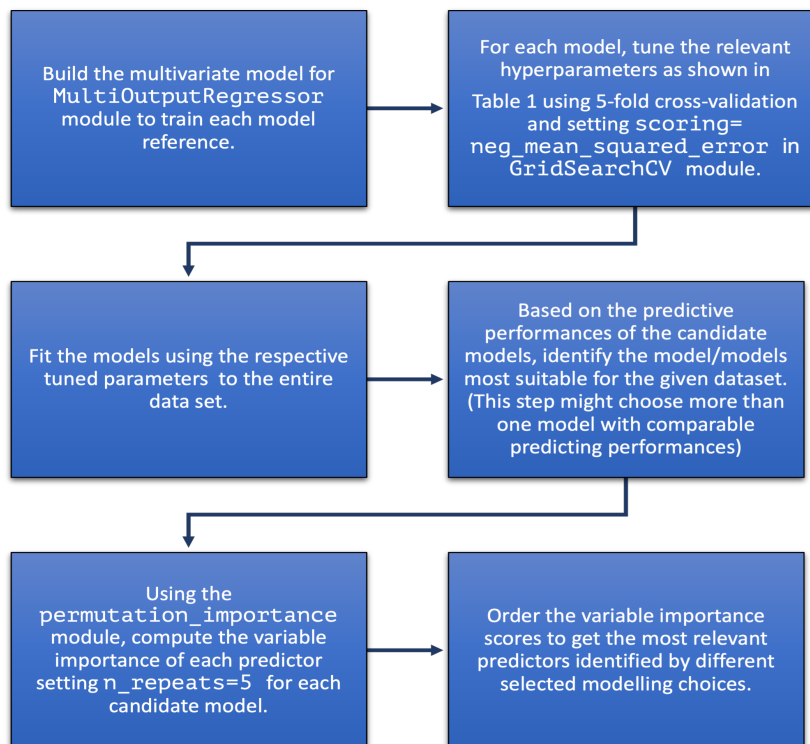 Build the multivariate model for
MultiOutputRegressor
module to train each model
reference.
For each model, tune the relevant
hyperparameters as shown in
Table 1 using 5-fold cross-validation
and setting scoring=
neg_mean_squared_error in
GridSearchCV module.
Fit the models using the respective
tuned parameters to the entire
data set.
Based on the predictive
performances of the candidate
models, identify the model/models
most suitable for the given dataset.
(This step might choose more than
one model with comparable
predicting performances)
Using the
permutation_importance
module, compute the variable
importance of each predictor
setting n_repeats=5 for each
candidate model.
Order the variable importance
scores to get the most relevant
predictors identified by different
selected modelling choices.